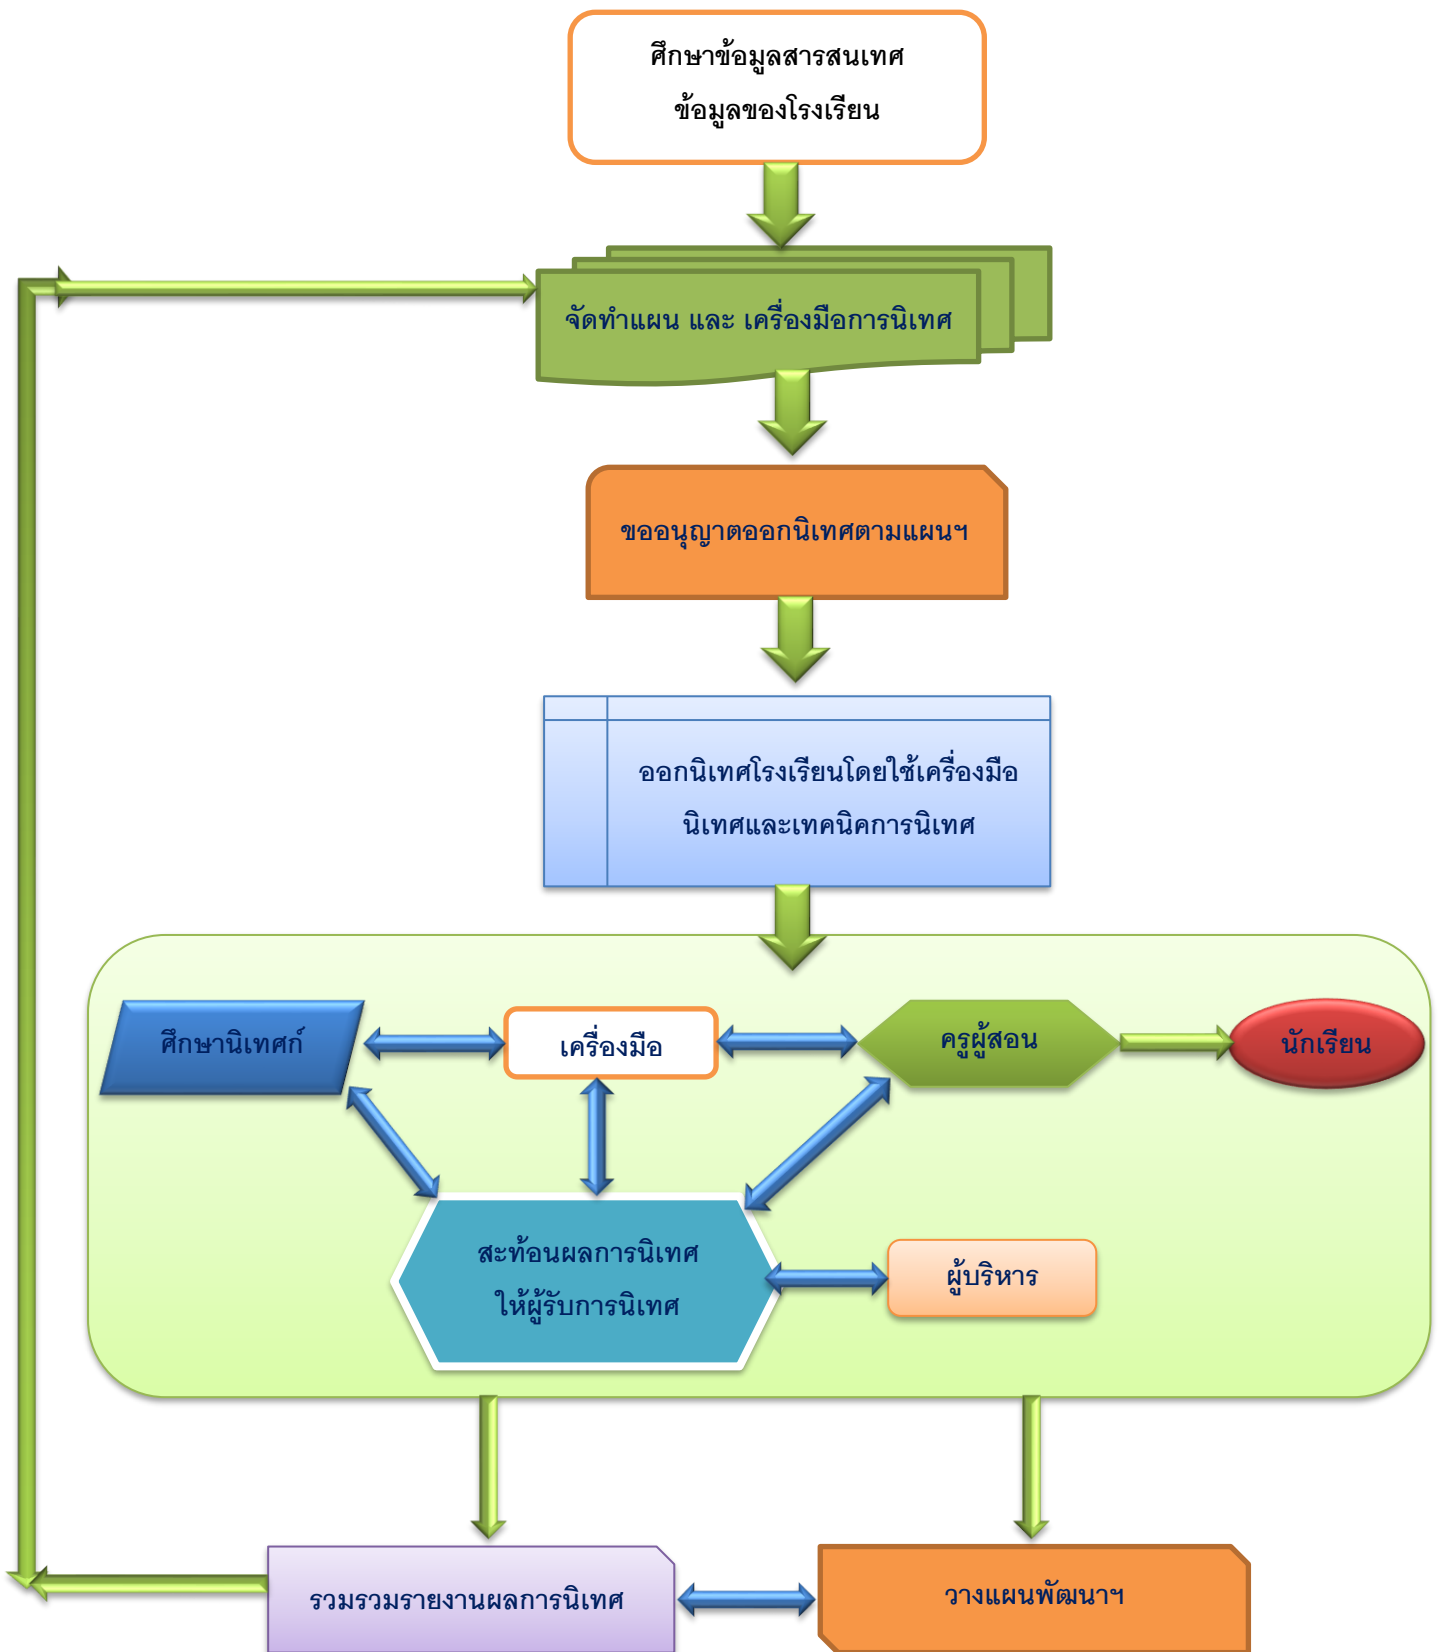 ศึกษาข้อมูลสารสนเทศ
ข้อมูลของโรงเรียน
จัดทำแผน และ เครื่องมือการนิเทศ
ขออนุญาตออกนิเทศตามแผนฯ
ออกนิเทศโรงเรียนโดยใช้เครื่องมือ
นิเทศและเทคนิคการนิเทศ
ศึกษานิเทศก์
เครื่องมือ
ครูผู้สอน
นักเรียน
สะท้อนผลการนิเทศ
ให้ผู้รับการนิเทศ
ผู้บริหาร
รวมรวมรายงานผลการนิเทศ
วางแผนพัฒนาฯ